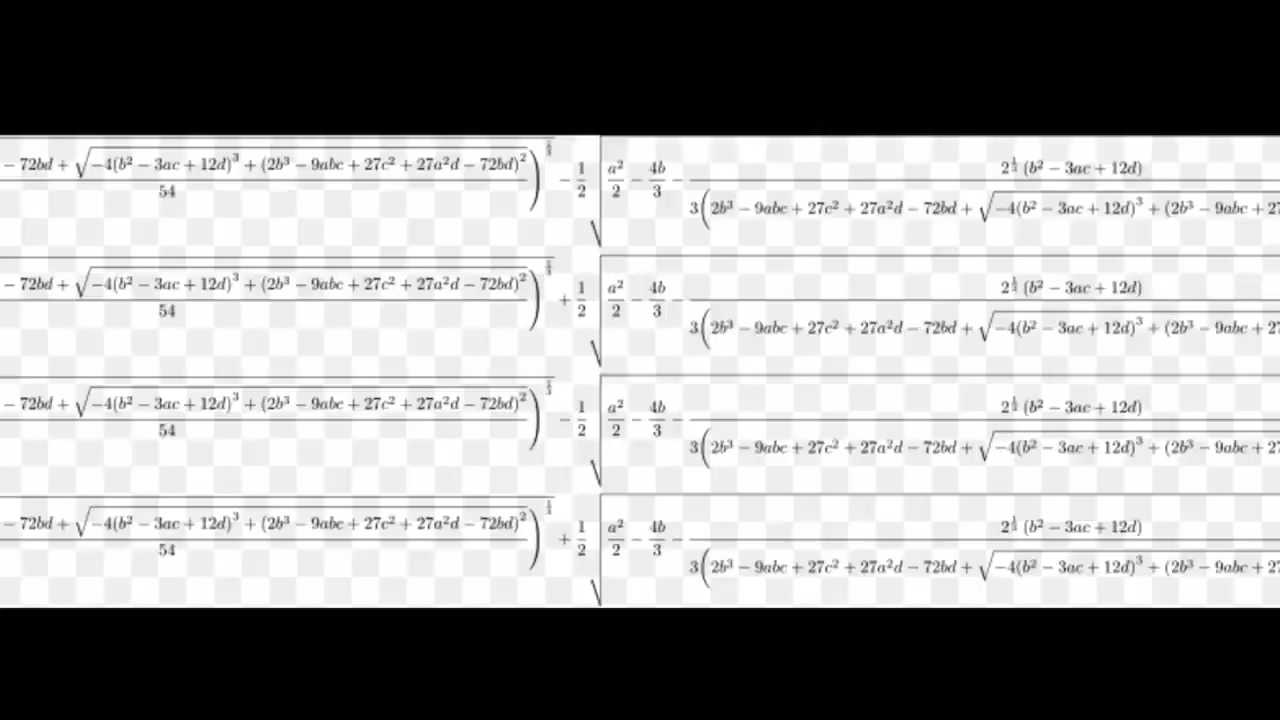 − 72bd + √(−4(b² − 3ac + 12d)³ + (2b³ − 9abc + 27c² + 27a²d − 72bd)²) / 54 )^(1/3) − 1/2 √( a²/2 − 4b/3 − 2^(1/3) (b² − 3ac + 12d) / 3(2b³ − 9abc + 27c² + 27a²d − 72bd + √(−4(b² − 3ac + 12d)³ + (2b³ − 9abc + 27
− 72bd + √(−4(b² − 3ac + 12d)³ + (2b³ − 9abc + 27c² + 27a²d − 72bd)²) / 54 )^(1/3) + 1/2 √( a²/2 − 4b/3 − 2^(1/3) (b² − 3ac + 12d) / 3(2b³ − 9abc + 27c² + 27a²d − 72bd + √(−4(b² − 3ac + 12d)³ + (2b³ − 9abc + 27
− 72bd + √(−4(b² − 3ac + 12d)³ + (2b³ − 9abc + 27c² + 27a²d − 72bd)²) / 54 )^(1/3) − 1/2 √( a²/2 − 4b/3 − 2^(1/3) (b² − 3ac + 12d) / 3(2b³ − 9abc + 27c² + 27a²d − 72bd + √(−4(b² − 3ac + 12d)³ + (2b³ − 9abc + 27
− 72bd + √(−4(b² − 3ac + 12d)³ + (2b³ − 9abc + 27c² + 27a²d − 72bd)²) / 54 )^(1/3) + 1/2 √( a²/2 − 4b/3 − 2^(1/3) (b² − 3ac + 12d) / 3(2b³ − 9abc + 27c² + 27a²d − 72bd + √(−4(b² − 3ac + 12d)³ + (2b³ − 9abc + 27